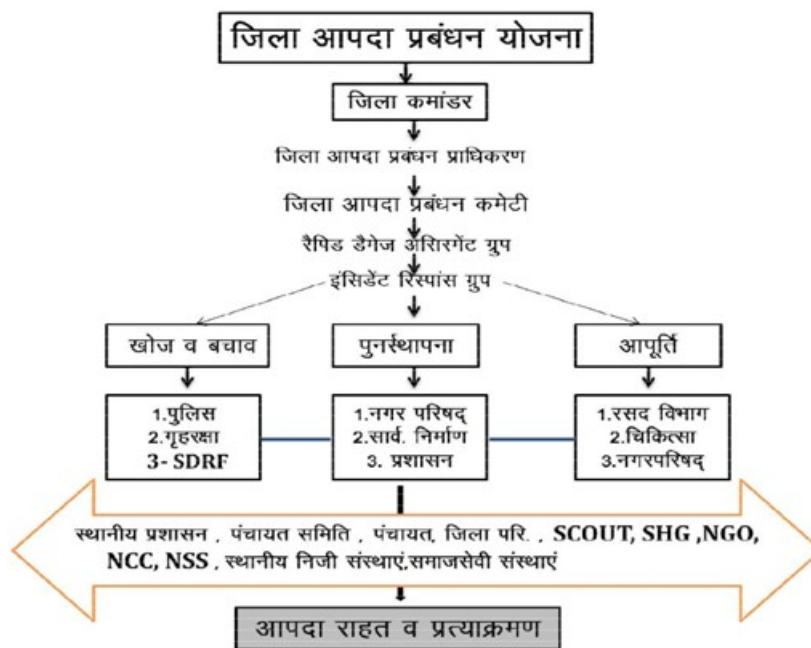 जिला आपदा प्रबंधन योजना
जिला कमांडर
जिला आपदा प्रबंधन प्राधिकरण
जिला आपदा प्रबंधन कमेटी
रैपिड डैमेज असिरगेंट ग्रुप
इंसिडेंट रिस्पांस ग्रुप
खोज व बचाव
पुनर्स्थापना
आपूर्ति
1.पुलिस
2.गृहरक्षा
3- SDRF
1.नगर परिषद्
2.सार्व. निर्माण
3. प्रशासन
1.रसद विभाग
2.चिकित्सा
3.नगरपरिषद्
स्थानीय प्रशासन , पंचायत समिति , पंचायत, जिला परि. , SCOUT, SHG ,NGO,
NCC, NSS , स्थानीय निजी संस्थाएं,समाजसेवी संस्थाएं
आपदा राहत व प्रत्याक्रमण